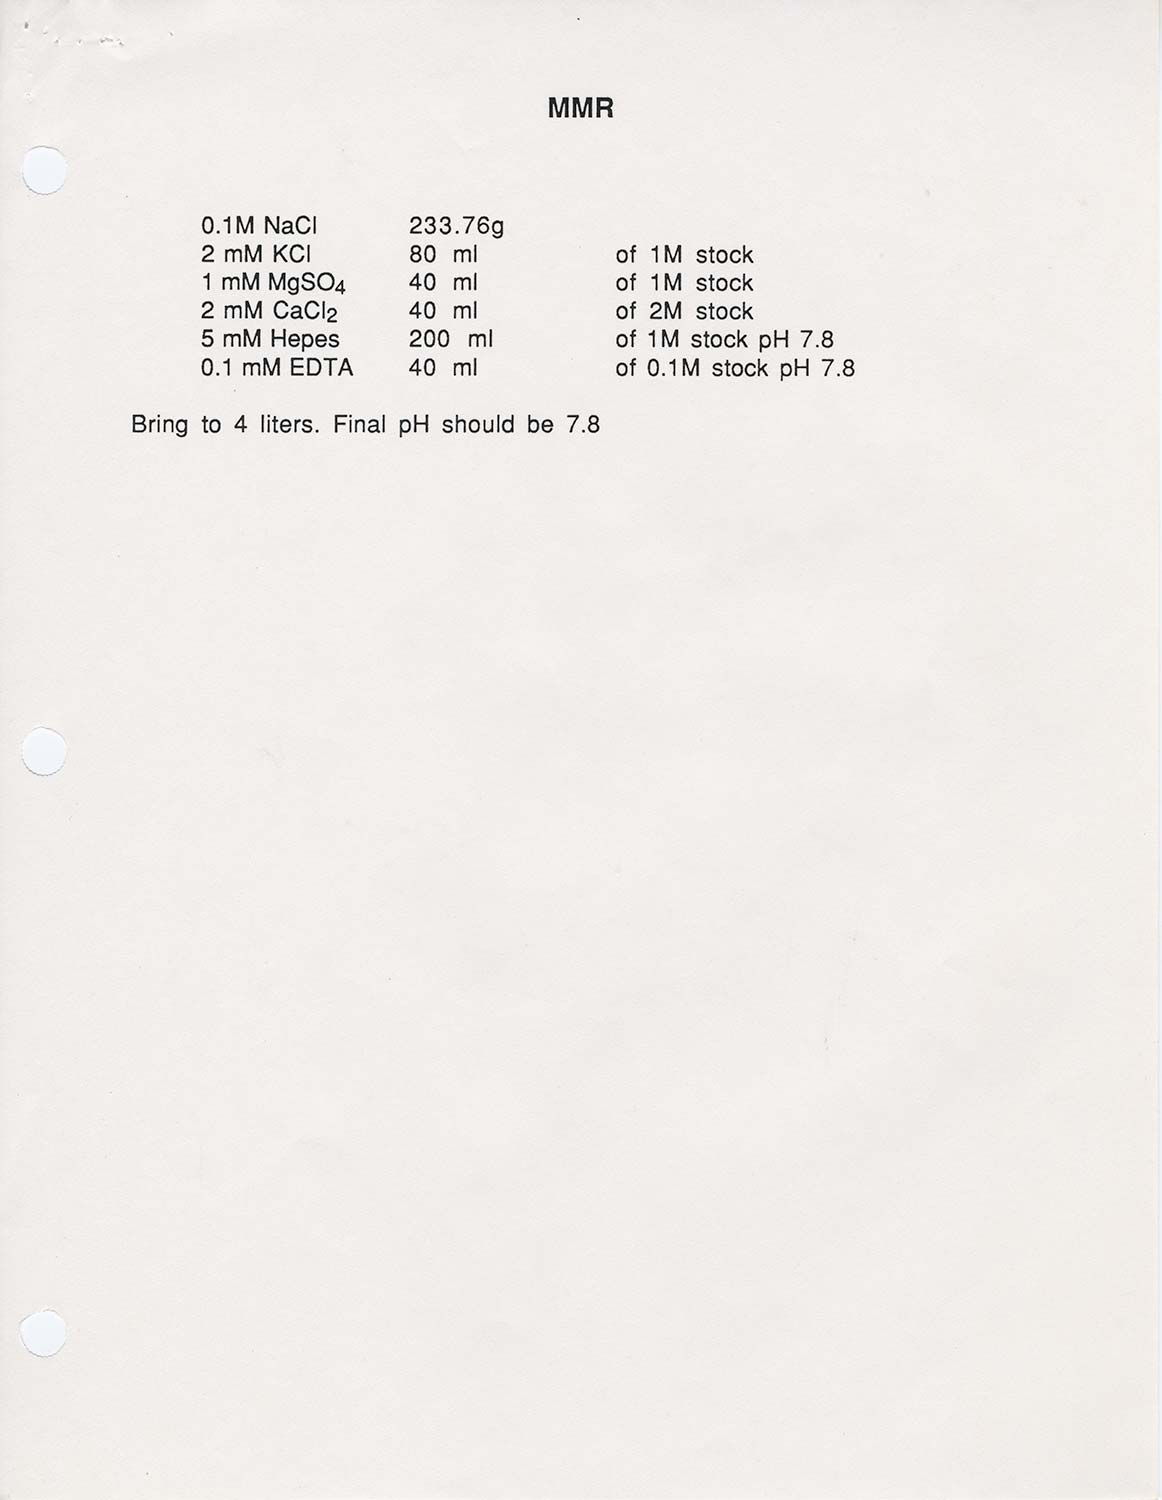 MMR
0.1M NaCl 233.76g
2 mM KCl 80 ml of 1M stock
1 mM MgSO4 40 ml of 1M stock
2 mM CaCl2 40 ml of 2M stock
5 mM Hepes 200 ml of 1M stock pH 7.8
0.1 mM EDTA 40 ml of 0.1M stock pH 7.8
Bring to 4 liters. Final pH should be 7.8